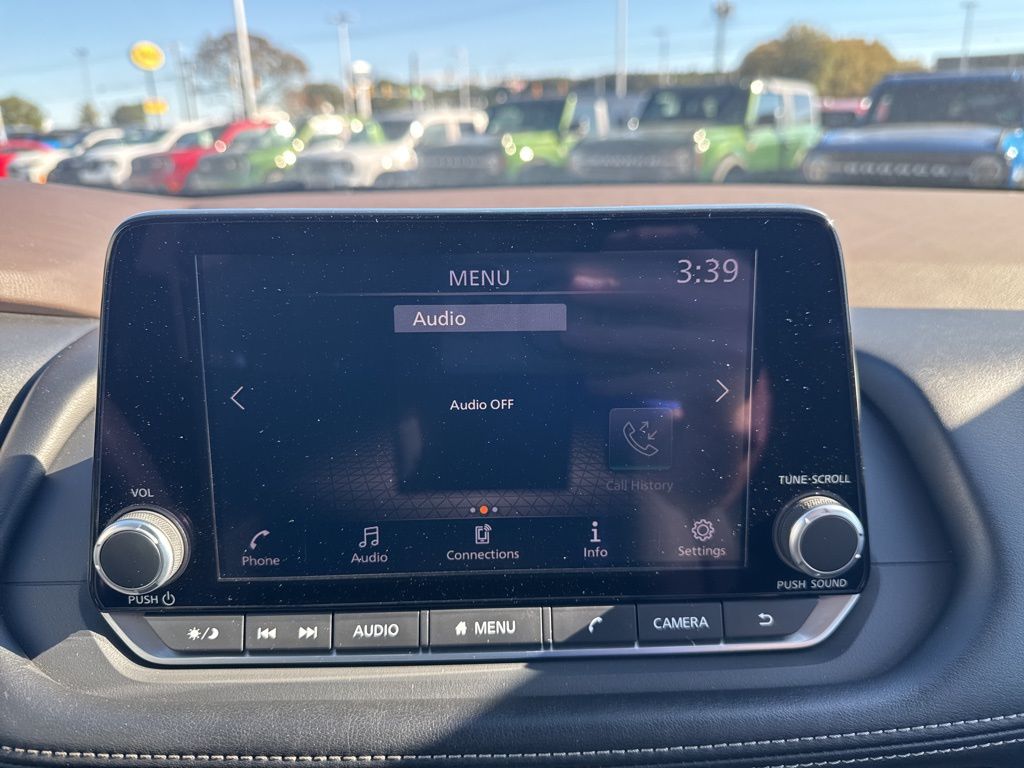 MENU
3:39
Audio
Audio OFF
Call History
Phone
Audio
Connections
Info
Settings
VOL
PUSH
TUNE·SCROLL
PUSH SOUND
AUDIO
MENU
CAMERA